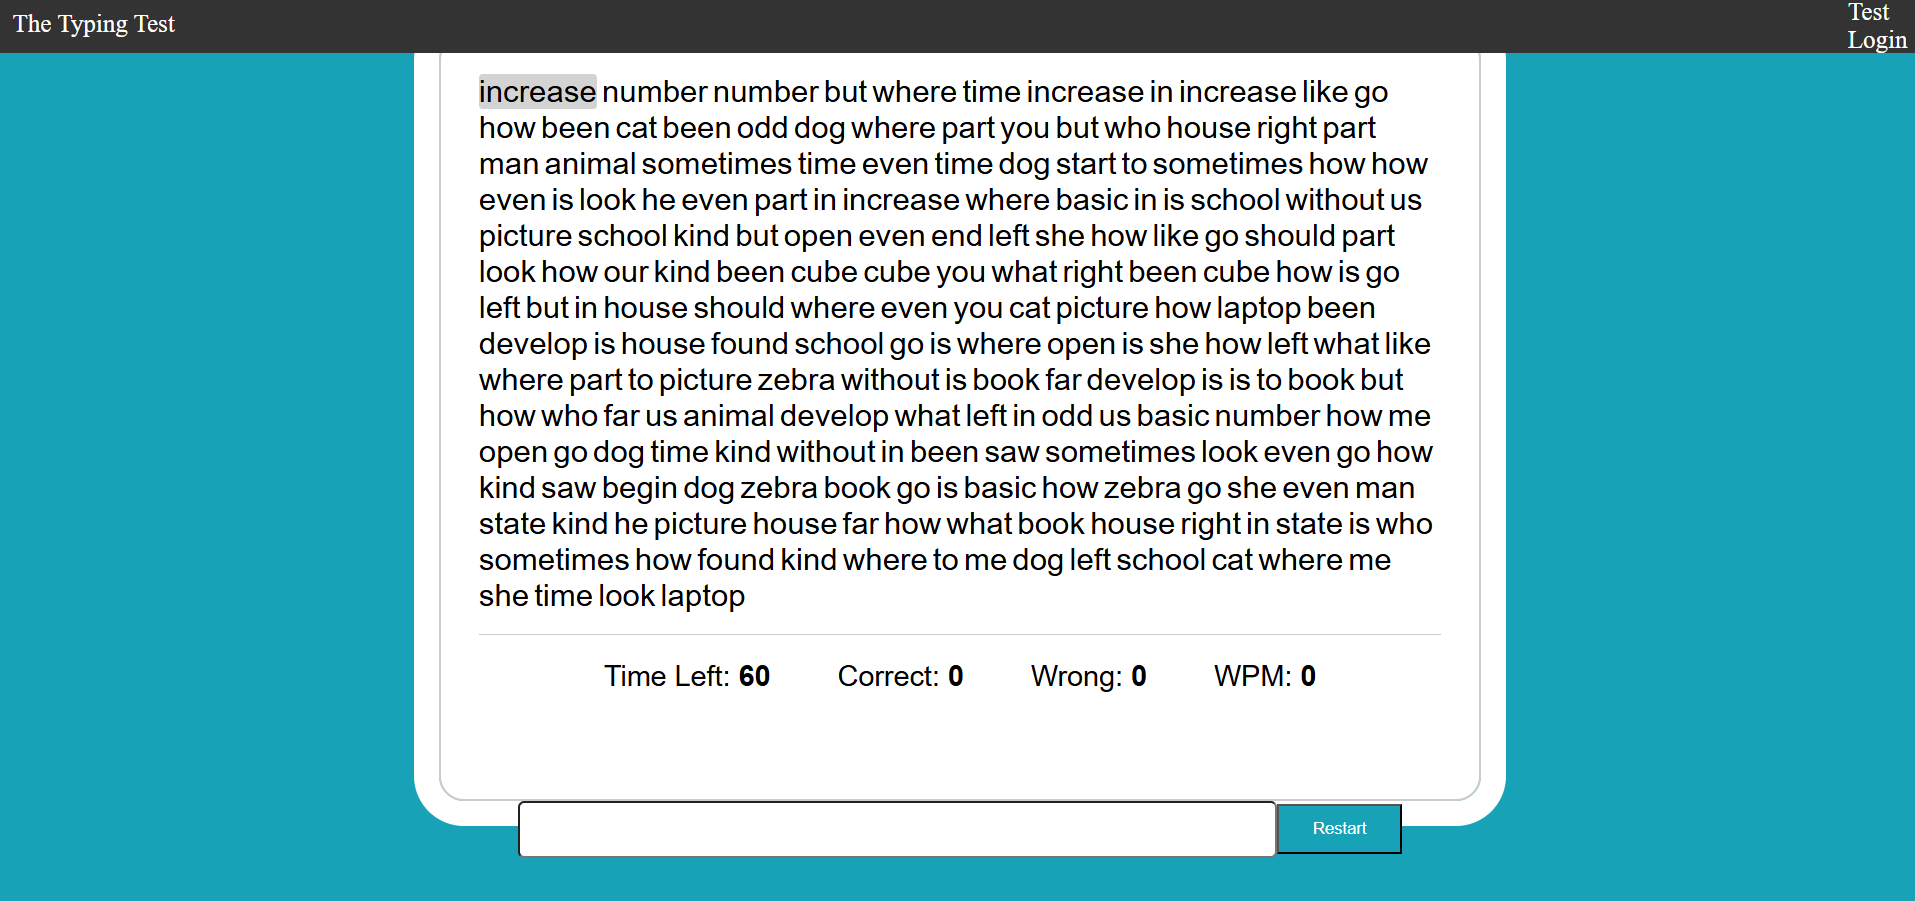 The Typing Test
Test
Login
increase number number but where time increase in increase like go
how been cat been odd dog where part you but who house right part
man animal sometimes time even time dog start to sometimes how how
even is look he even part in increase where basic in is school without us
picture school kind but open even end left she how like go should part
look how our kind been cube cube you what right been cube how is go
left but in house should where even you cat picture how laptop been
develop is house found school go is where open is she how left what like
where part to picture zebra without is book far develop is is to book but
how who far us animal develop what left in odd us basic number how me
open go dog time kind without in been saw sometimes look even go how
kind saw begin dog zebra book go is basic how zebra go she even man
state kind he picture house far how what book house right in state is who
sometimes how found kind where to me dog left school cat where me
she time look laptop
Time Left: 60 Correct: 0 Wrong: 0 WPM: 0
Restart